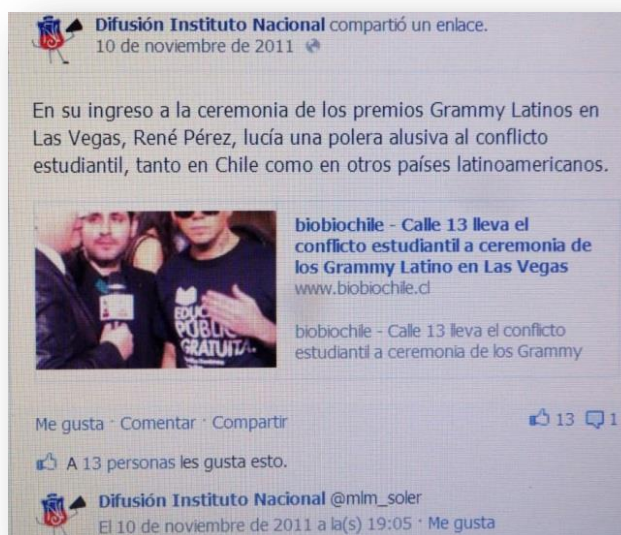 Difusión Instituto Nacional compartió un enlace.
10 de noviembre de 2011
En su ingreso a la ceremonia de los premios Grammy Latinos en
Las Vegas, René Pérez, lucía una polera alusiva al conflicto
estudiantil, tanto en Chile como en otros países latinoamericanos.
EDUCACIÓN
PÚBLICA
GRATUITA.
biobiochile - Calle 13 lleva el
conflicto estudiantil a ceremonia de
los Grammy Latino en Las Vegas
www.biobiochile.cl
biobiochile - Calle 13 lleva el conflicto
estudiantil a ceremonia de los Grammy
Me gusta · Comentar · Compartir 13 1
A 13 personas les gusta esto.
Difusión Instituto Nacional @mlm_soler
El 10 de noviembre de 2011 a la(s) 19:05 · Me gusta